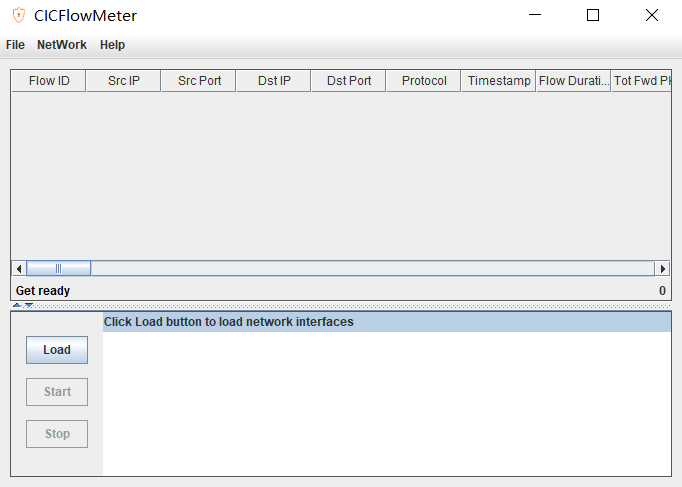 CICFlowMeter
File NetWork Help
Flow ID Src IP Src Port Dst IP Dst Port Protocol Timestamp Flow Durati... Tot Fwd Pk
Get ready 0
Click Load button to load network interfaces
Load
Start
Stop